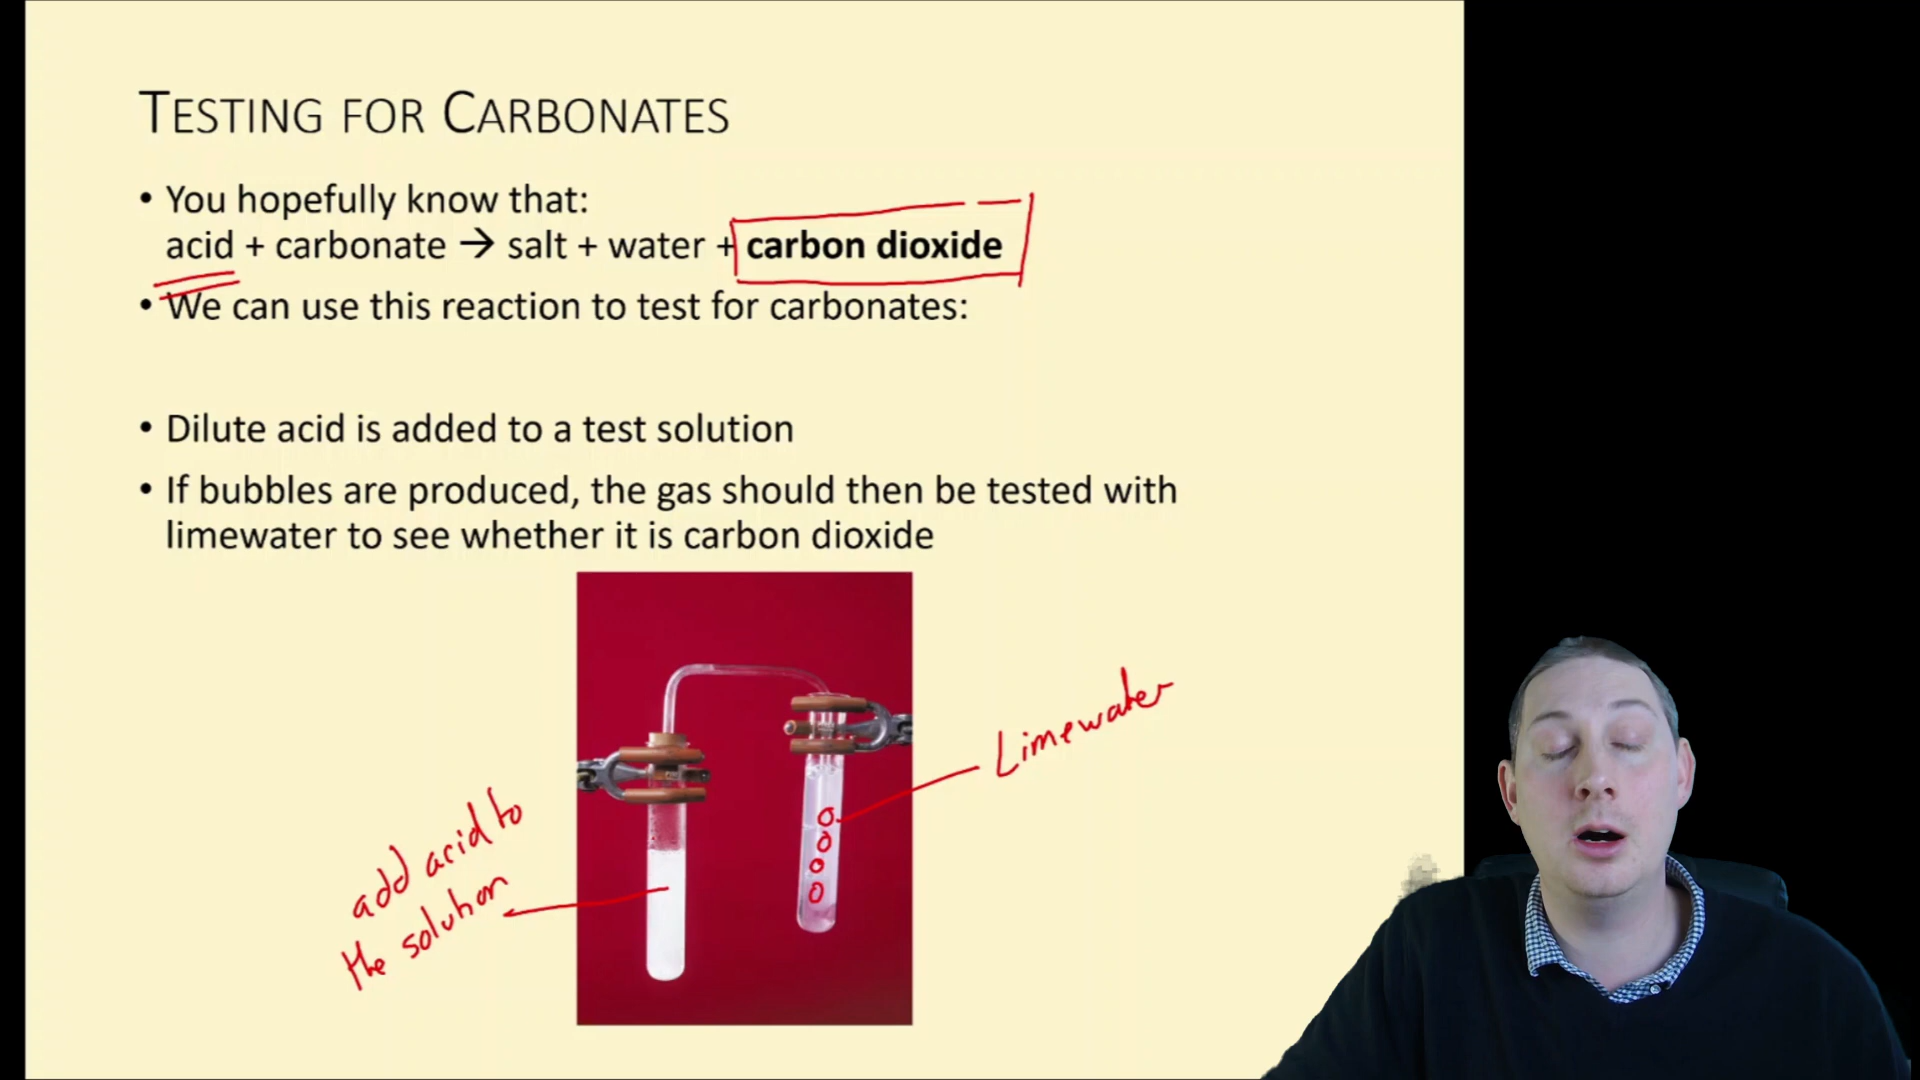 TESTING FOR CARBONATES
• You hopefully know that:
acid + carbonate → salt + water + carbon dioxide
• We can use this reaction to test for carbonates:
• Dilute acid is added to a test solution
• If bubbles are produced, the gas should then be tested with
limewater to see whether it is carbon dioxide
Limewater
add acid to
the solution